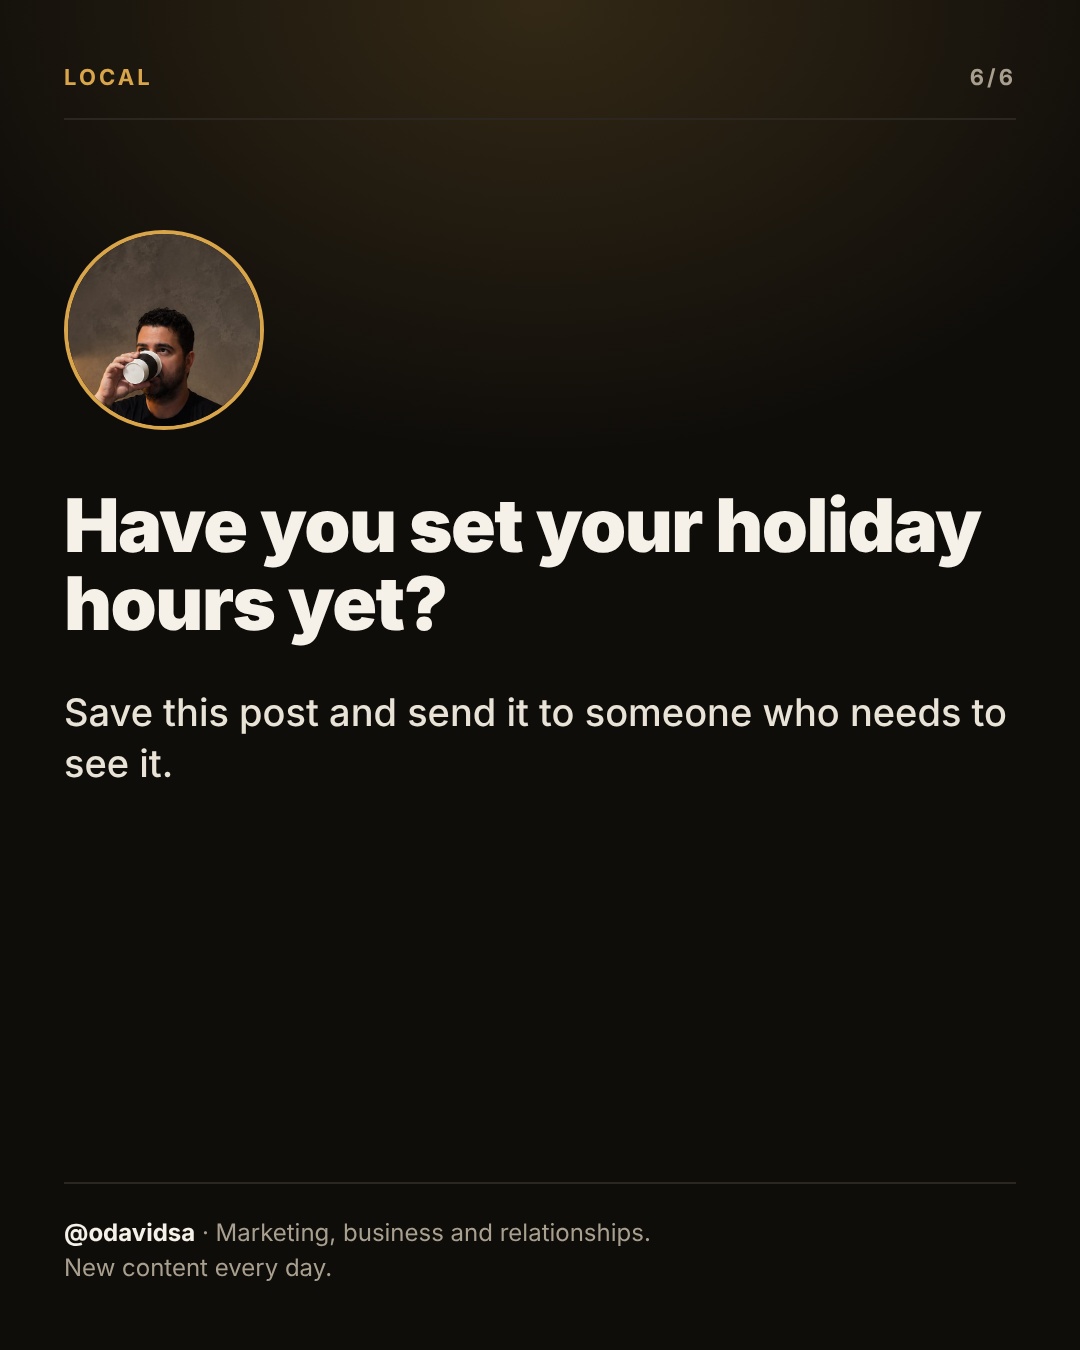 LOCAL
6/6
Have you set your holiday
hours yet?
Save this post and send it to someone who needs to
see it.
@odavidsa · Marketing, business and relationships.
New content every day.